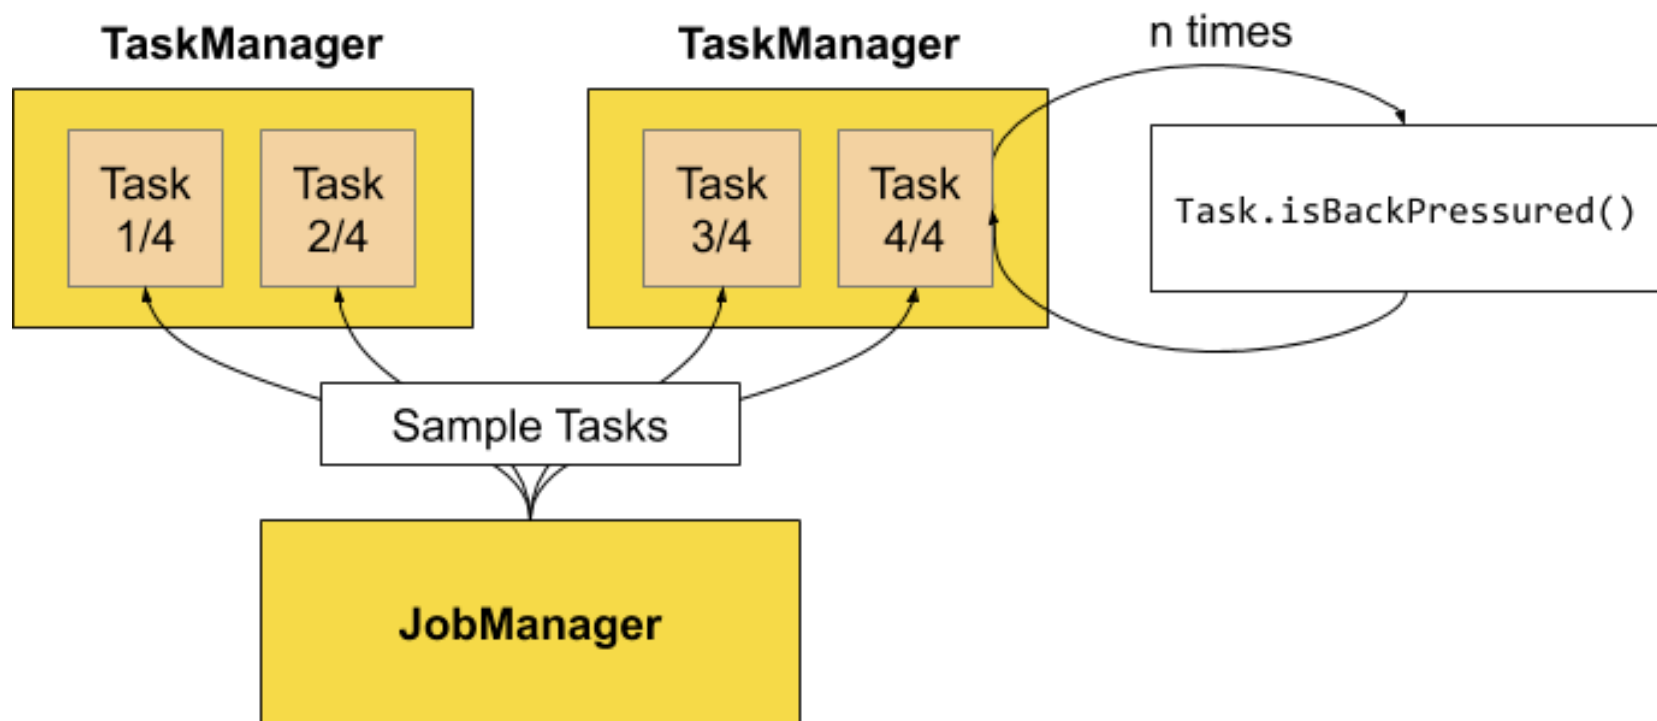 TaskManager
TaskManager
n times
Task
1/4
Task
2/4
Task
3/4
Task
4/4
Task.isBackPressured()
Sample Tasks
JobManager